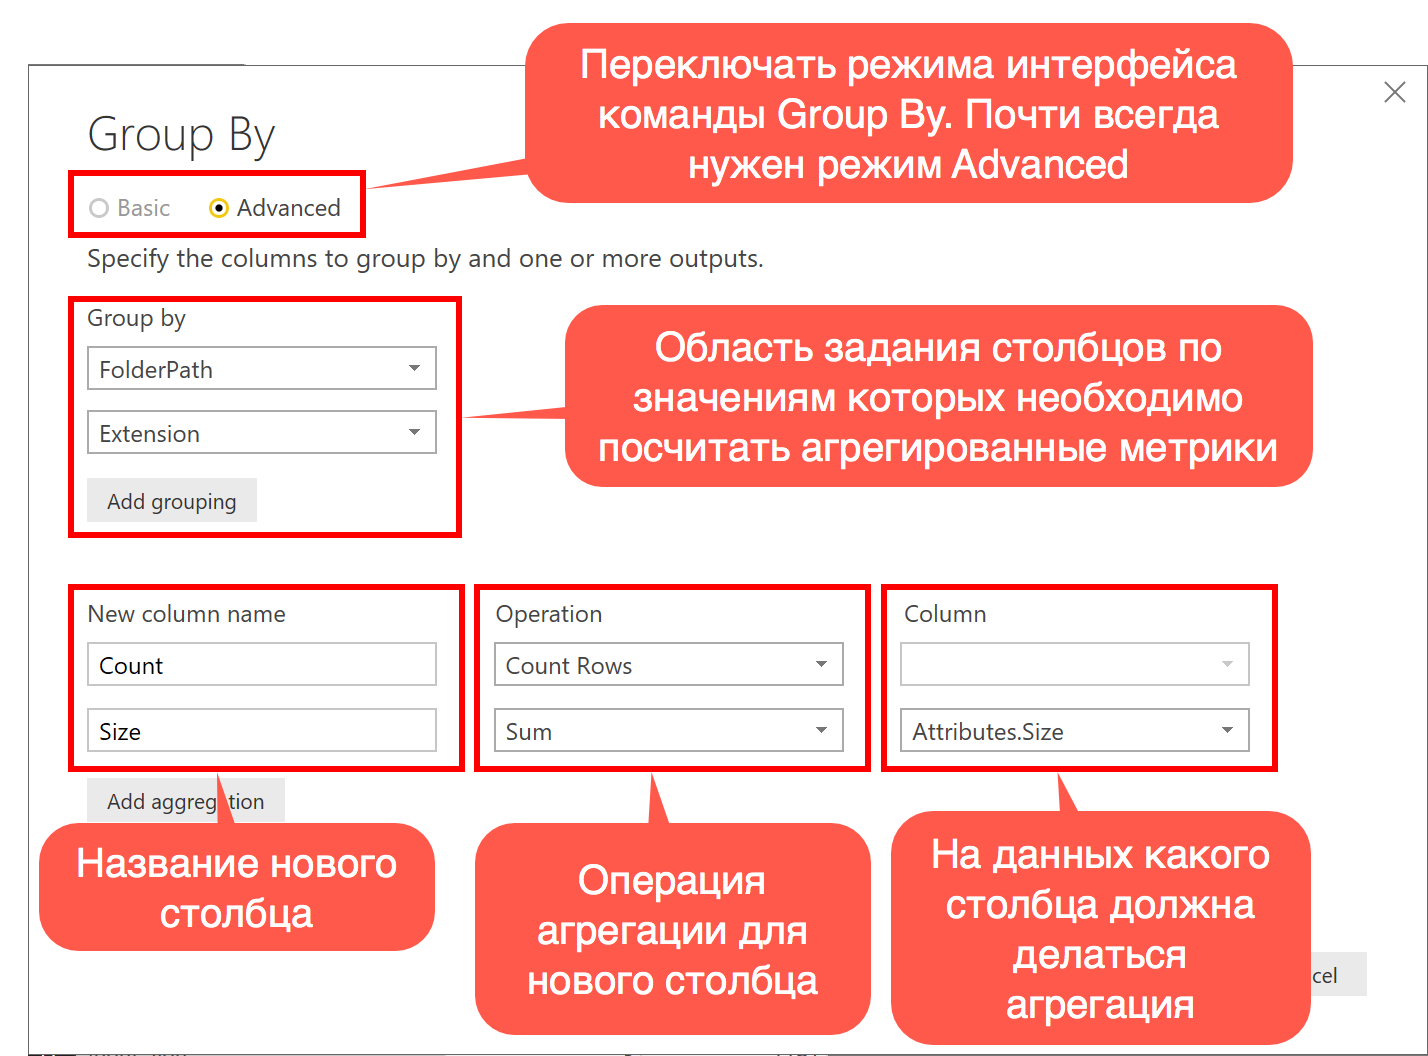 Переключать режима интерфейса
команды Group By. Почти всегда
нужен режим Advanced
Group By
Basic
Advanced
Specify the columns to group by and one or more outputs.
Group by
FolderPath
Extension
Add grouping
Область задания столбцов по
значениям которых необходимо
посчитать агрегированные метрики
New column name
Operation
Column
Count
Count Rows
Size
Sum
Attributes.Size
Add aggreg tion
Название нового
столбца
Операция
агрегации для
нового столбца
На данных какого
столбца должна
делаться
агрегация
cel